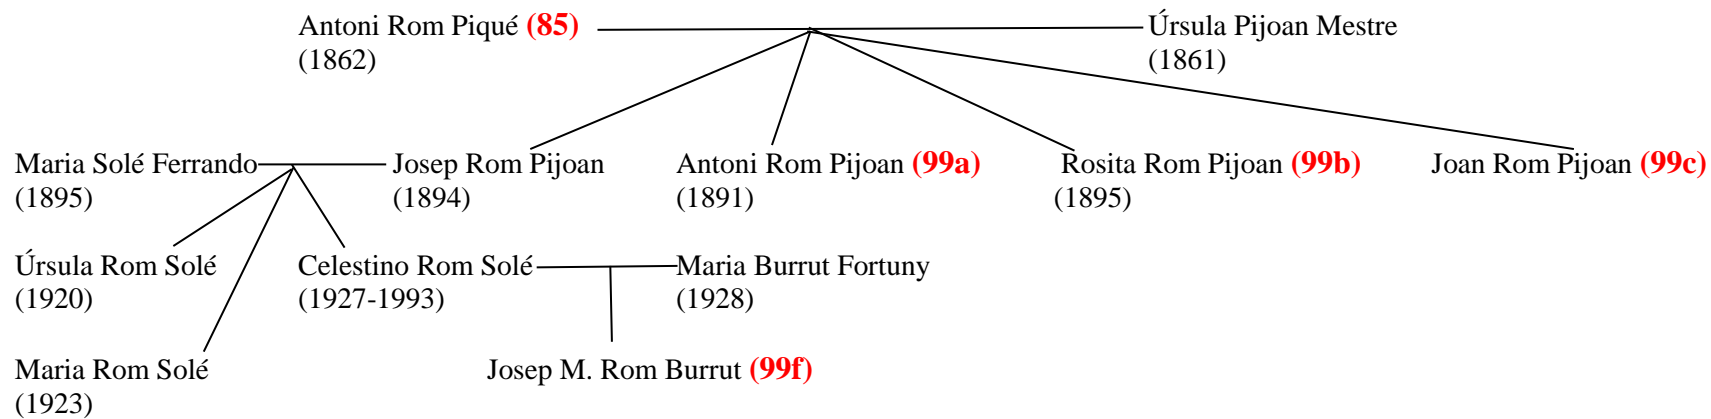 Antoni Rom Piqué (85) Úrsula Pijoan Mestre
(1862) (1861)
Maria Solé Ferrando Josep Rom Pijoan Antoni Rom Pijoan (99a) Rosita Rom Pijoan (99b) Joan Rom Pijoan (99c)
(1895) (1894) (1891) (1895)
Úrsula Rom Solé Celestino Rom Solé Maria Burrut Fortuny
(1920) (1927-1993) (1928)
Maria Rom Solé Josep M. Rom Burrut (99f)
(1923)